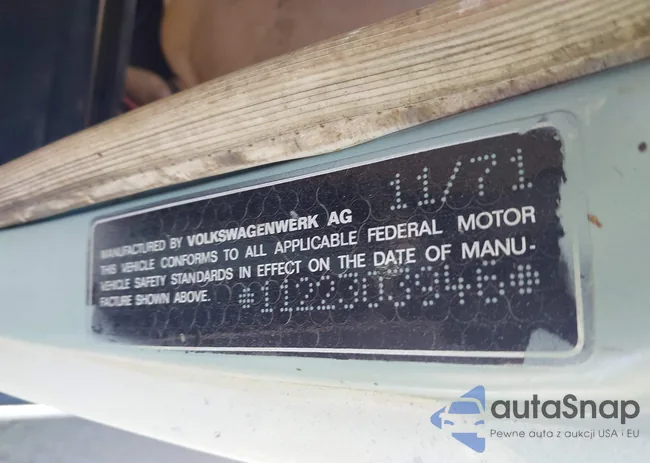 11/71
MANUFACTURED BY VOLKSWAGENWERK AG
THIS VEHICLE CONFORMS TO ALL APPLICABLE FEDERAL MOTOR
VEHICLE SAFETY STANDARDS IN EFFECT ON THE DATE OF MANU-
FACTURE SHOWN ABOVE.
autaSnap
Pewne auta z aukcji USA i EU